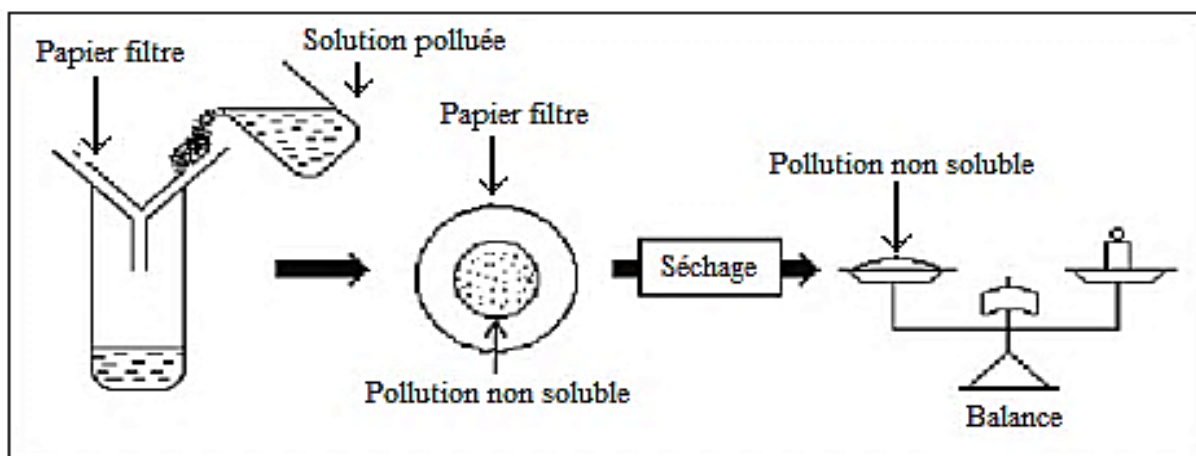 Papier filtre
Solution polluée
Papier filtre
Pollution non soluble
Séchage
Pollution non soluble
Balance